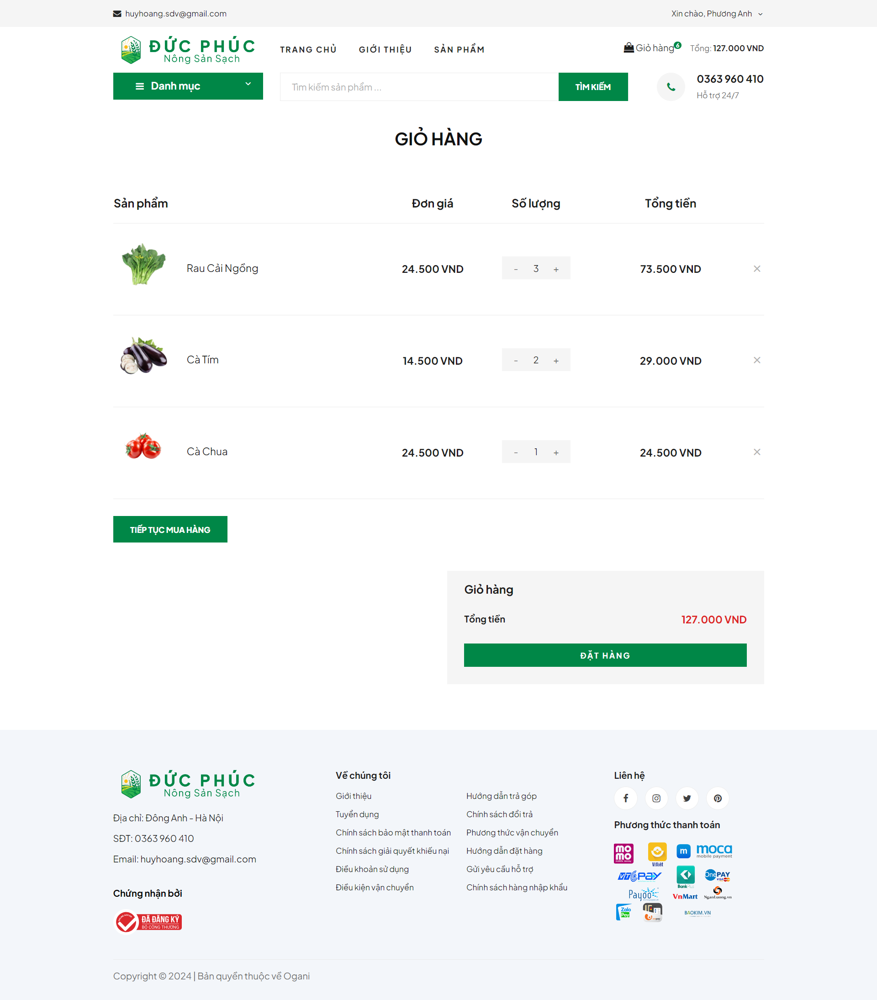 huyhoang.sdv@gmail.com
Xin chào, Phương Anh
ĐỨC PHÚC
Nông Sản Sạch
TRANG CHỦ
GIỚI THIỆU
SẢN PHẨM
Giỏ hàng 6
Tổng: 127.000 VND
Danh mục
Tìm kiếm sản phẩm ...
TÌM KIẾM
0363 960 410
Hỗ trợ 24/7
GIỎ HÀNG
Sản phẩm Đơn giá Số lượng Tổng tiền
Rau Cải Ngồng 24.500 VND - 3 + 73.500 VND
Cà Tím 14.500 VND - 2 + 29.000 VND
Cà Chua 24.500 VND - 1 + 24.500 VND
TIẾP TỤC MUA HÀNG
Giỏ hàng
Tổng tiền 127.000 VND
ĐẶT HÀNG
ĐỨC PHÚC
Nông Sản Sạch
Địa chỉ: Đông Anh - Hà Nội
SĐT: 0363 960 410
Email: huyhoang.sdv@gmail.com
Chứng nhận bởi
ĐÃ ĐĂNG KÝ
BỘ CÔNG THƯƠNG
Về chúng tôi
Giới thiệu
Tuyển dụng
Chính sách bảo mật thanh toán
Chính sách giải quyết khiếu nại
Điều khoản sử dụng
Điều kiện vận chuyển
Hướng dẫn trả góp
Chính sách đổi trả
Phương thức vận chuyển
Hướng dẫn đặt hàng
Gửi yêu cầu hỗ trợ
Chính sách hàng nhập khẩu
Liên hệ
Phương thức thanh toán
momo
mobile money
ViViệt
m moca
mobile payment
VTCPay
BankPlus
OnePAY
VISA
Payoo
VnMart
NganLuong.vn
Zalo
Pay
BAOKIM.VN
Copyright © 2024 | Bản quyền thuộc về Ogani